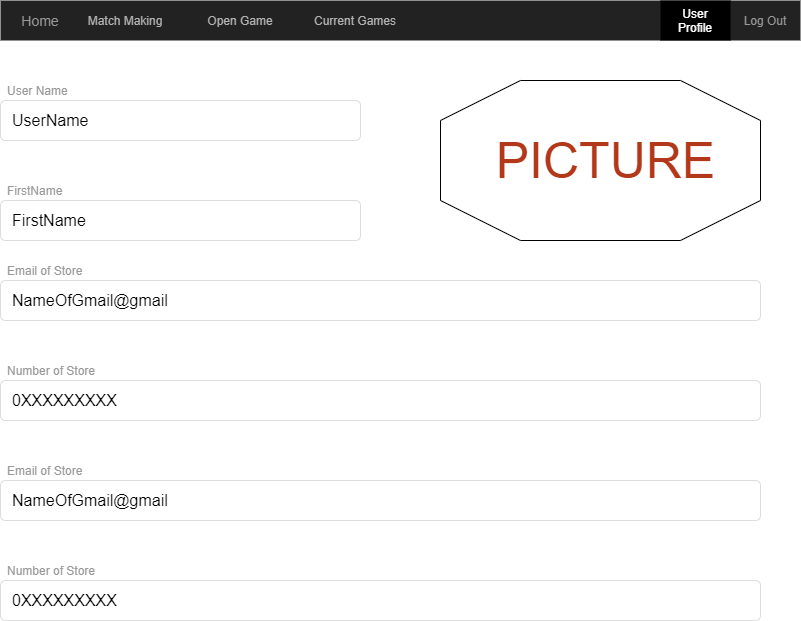 Home Match Making Open Game Current Games User Profile Log Out
User Name
UserName
PICTURE
FirstName
FirstName
Email of Store
NameOfGmail@gmail
Number of Store
0XXXXXXXXX
Email of Store
NameOfGmail@gmail
Number of Store
0XXXXXXXXX